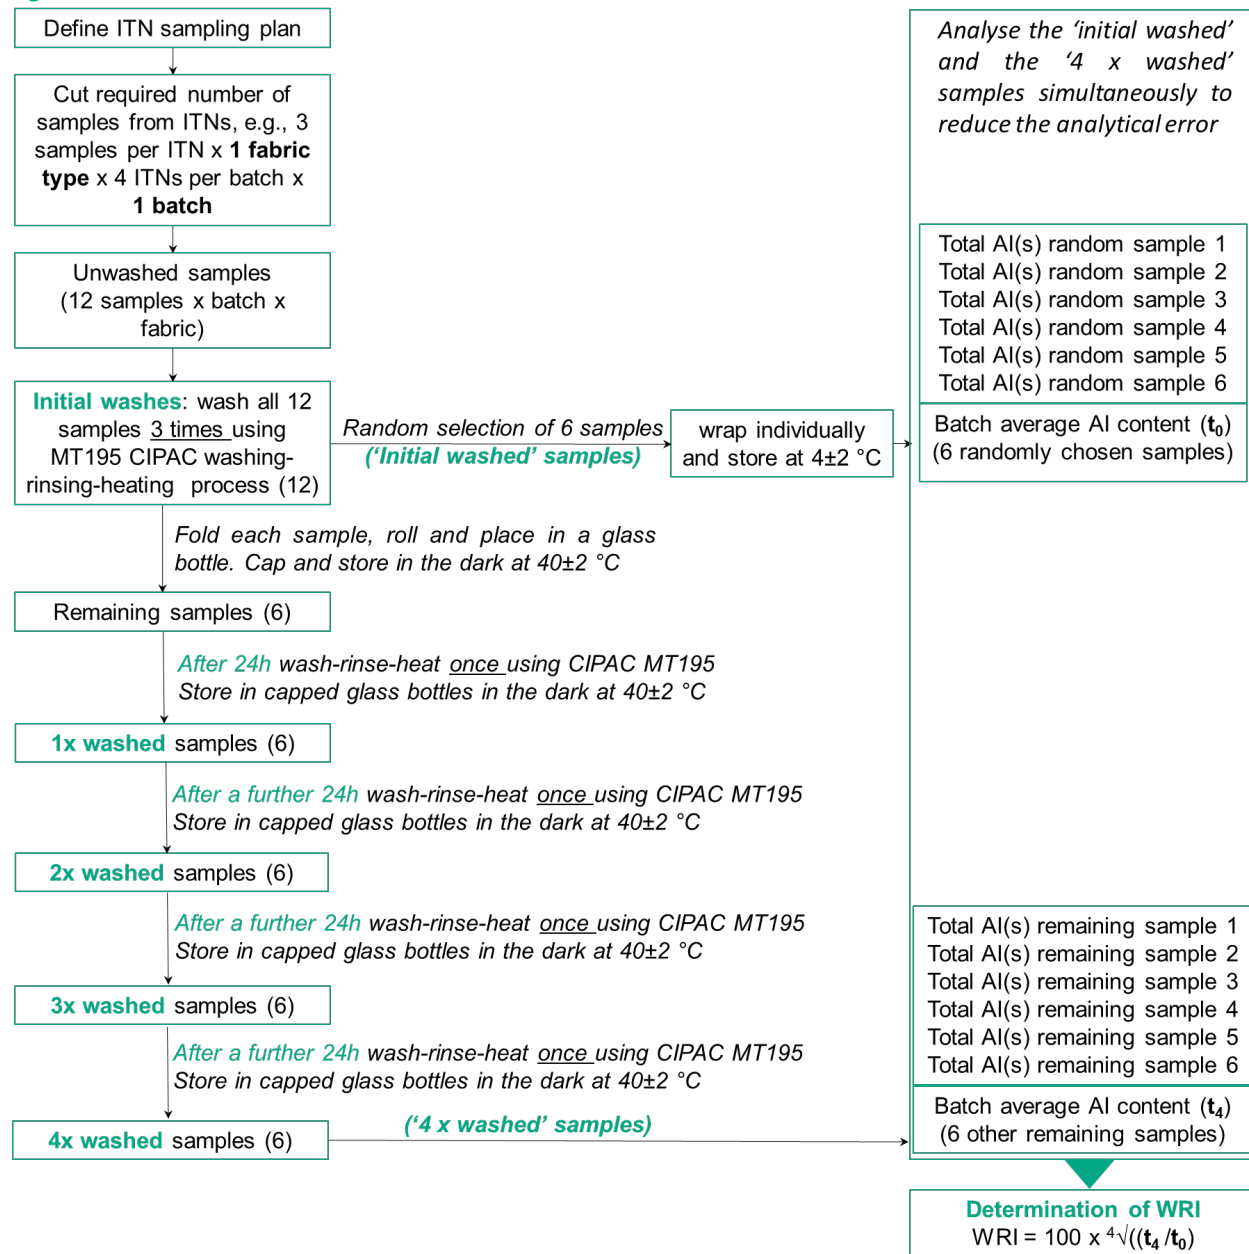 Define ITN sampling plan
Cut required number of
samples from ITNs, e.g., 3
samples per ITN x 1 fabric
type x 4 ITNs per batch x
1 batch
Unwashed samples
(12 samples x batch x
fabric)
Initial washes: wash all 12
samples 3 times using
MT195 CIPAC washing-
rinsing-heating process (12)
Random selection of 6 samples
('Initial washed' samples)
wrap individually
and store at 4±2 °C
Fold each sample, roll and place in a glass
bottle. Cap and store in the dark at 40±2 °C
Remaining samples (6)
After 24h wash-rinse-heat once using CIPAC MT195
Store in capped glass bottles in the dark at 40±2 °C
1x washed samples (6)
After a further 24h wash-rinse-heat once using CIPAC MT195
Store in capped glass bottles in the dark at 40±2 °C
2x washed samples (6)
After a further 24h wash-rinse-heat once using CIPAC MT195
Store in capped glass bottles in the dark at 40±2 °C
3x washed samples (6)
After a further 24h wash-rinse-heat once using CIPAC MT195
Store in capped glass bottles in the dark at 40±2 °C
4x washed samples (6)
('4 x washed' samples)
Analyse the 'initial washed'
and the '4 x washed'
samples simultaneously to
reduce the analytical error
Total AI(s) random sample 1
Total AI(s) random sample 2
Total AI(s) random sample 3
Total AI(s) random sample 4
Total AI(s) random sample 5
Total AI(s) random sample 6
Batch average AI content (t₀)
(6 randomly chosen samples)
Total AI(s) remaining sample 1
Total AI(s) remaining sample 2
Total AI(s) remaining sample 3
Total AI(s) remaining sample 4
Total AI(s) remaining sample 5
Total AI(s) remaining sample 6
Batch average AI content (t₄)
(6 other remaining samples)
Determination of WRI
WRI = 100 x ⁴√((t₄ /t₀)